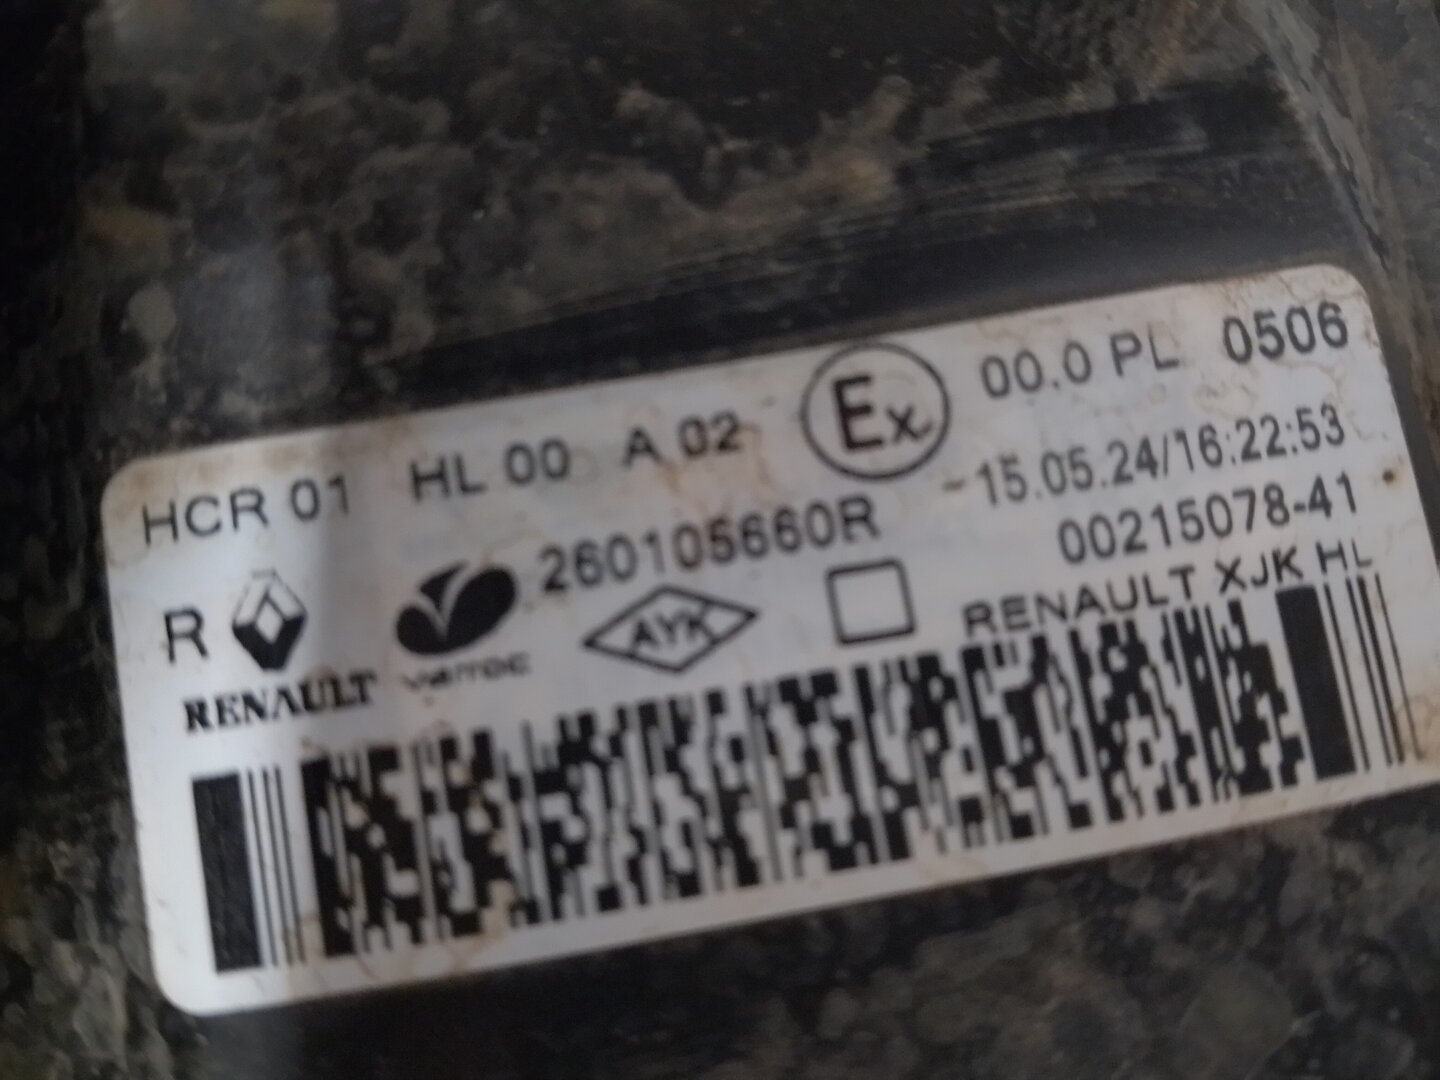 HCR 01 HL 00 A 02 Ex 00.0 PL 0506
260105660R 15.05.24/16:22:53
00215078-41
R RENAULT AYK RENAULT XJK HL